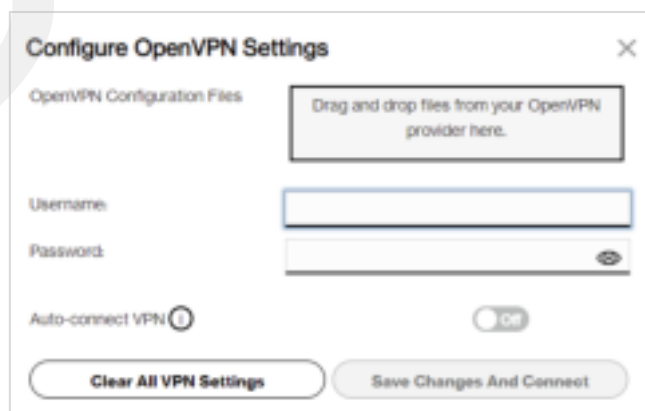 Configure OpenVPN Settings
OpenVPN Configuration Files
Drag and drop files from your OpenVPN
provider here.
Username:
Password:
Auto-connect VPN
Off
Clear All VPN Settings
Save Changes And Connect